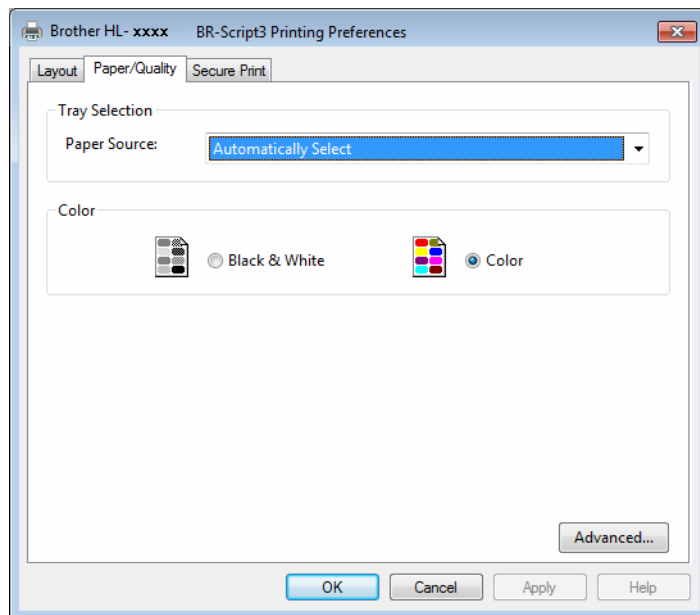 Brother HL- xxxx BR-Script3 Printing Preferences
Layout Paper/Quality Secure Print
Tray Selection
Paper Source: Automatically Select
Color
Black & White Color
Advanced...
OK Cancel Apply Help